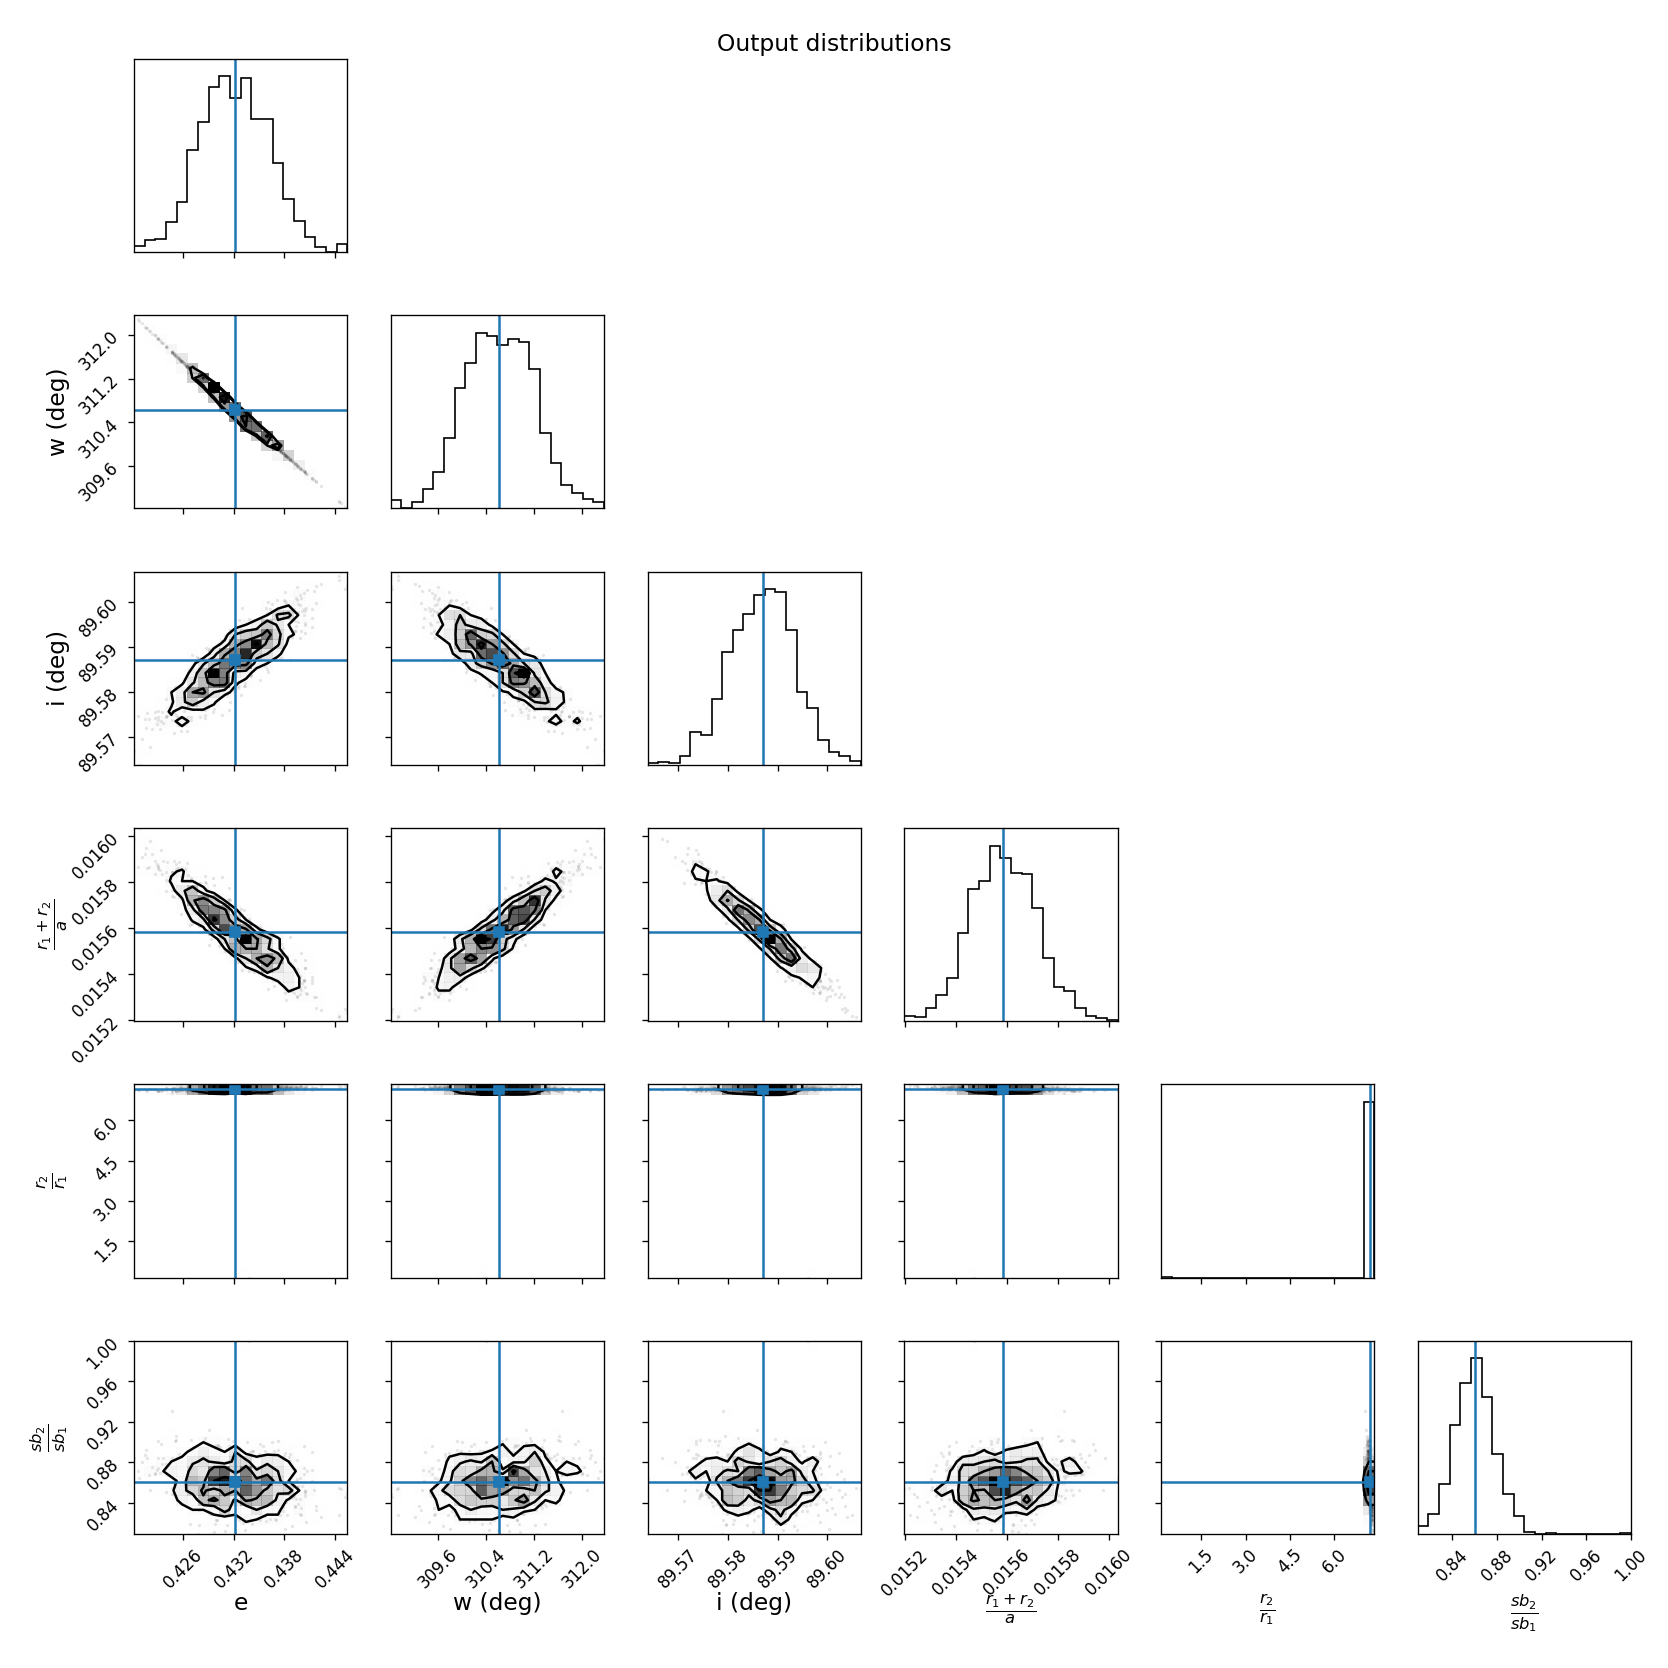 Output distributions
w (deg)
312.0
311.2
310.4
309.6
i (deg)
89.60
89.59
89.58
89.57
r₁ + r₂
a
0.0160
0.0158
0.0156
0.0154
0.0152
r₂
r₁
6.0
4.5
3.0
1.5
sb₂
sb₁
1.00
0.96
0.92
0.88
0.84
0.426 0.432 0.438 0.444 309.6 310.4 311.2 312.0 89.57 89.58 89.59 89.60 0.0152 0.0154 0.0156 0.0158 0.0160 1.5 3.0 4.5 6.0 0.84 0.88 0.92 0.96 1.00
e w (deg) i (deg)
r₁ + r₂
a
r₂
r₁
sb₂
sb₁